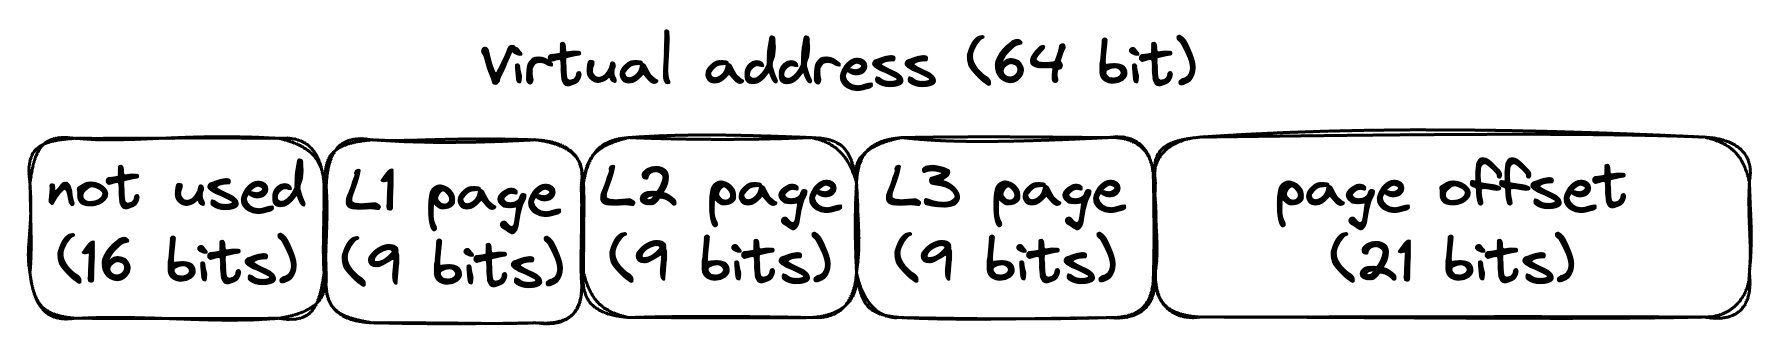 Virtual address (64 bit)
not used
(16 bits)
L1 page
(9 bits)
L2 page
(9 bits)
L3 page
(9 bits)
page offset
(21 bits)